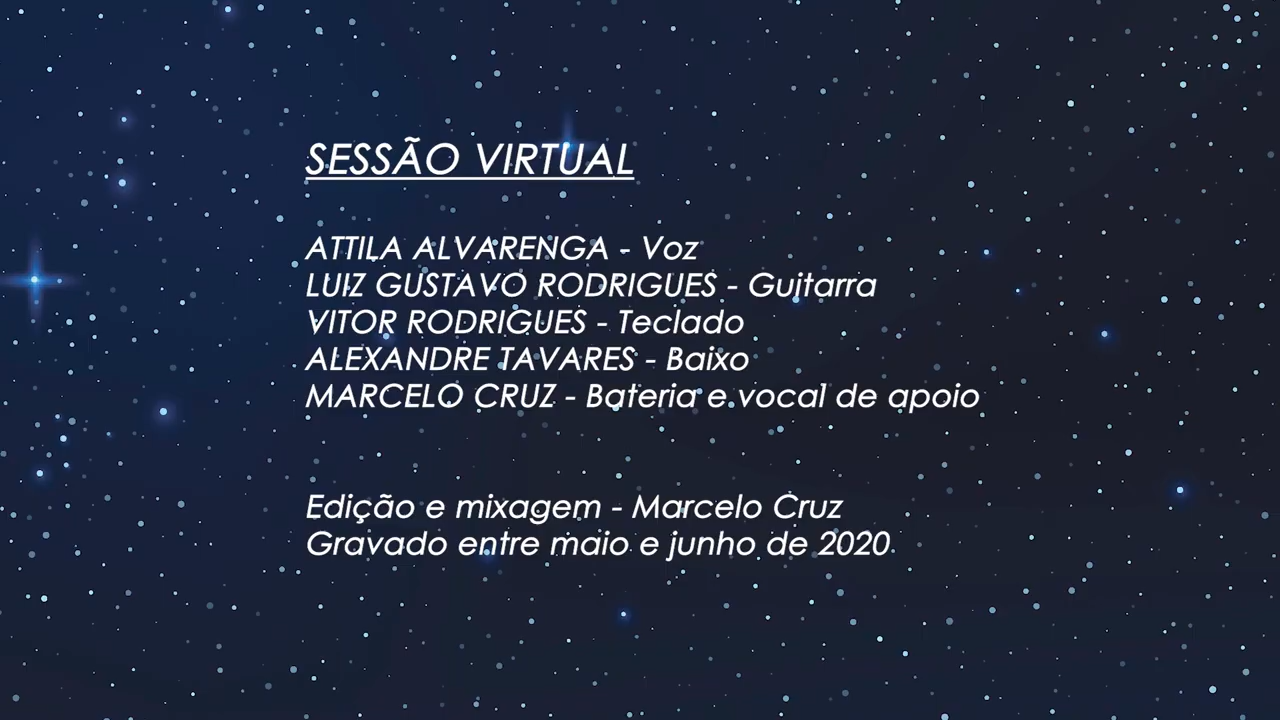 SESSÃO VIRTUAL
ATTILA ALVARENGA - Voz
LUIZ GUSTAVO RODRIGUES - Guitarra
VITOR RODRIGUES - Teclado
ALEXANDRE TAVARES - Baixo
MARCELO CRUZ - Bateria e vocal de apoio
Edição e mixagem - Marcelo Cruz
Gravado entre maio e junho de 2020